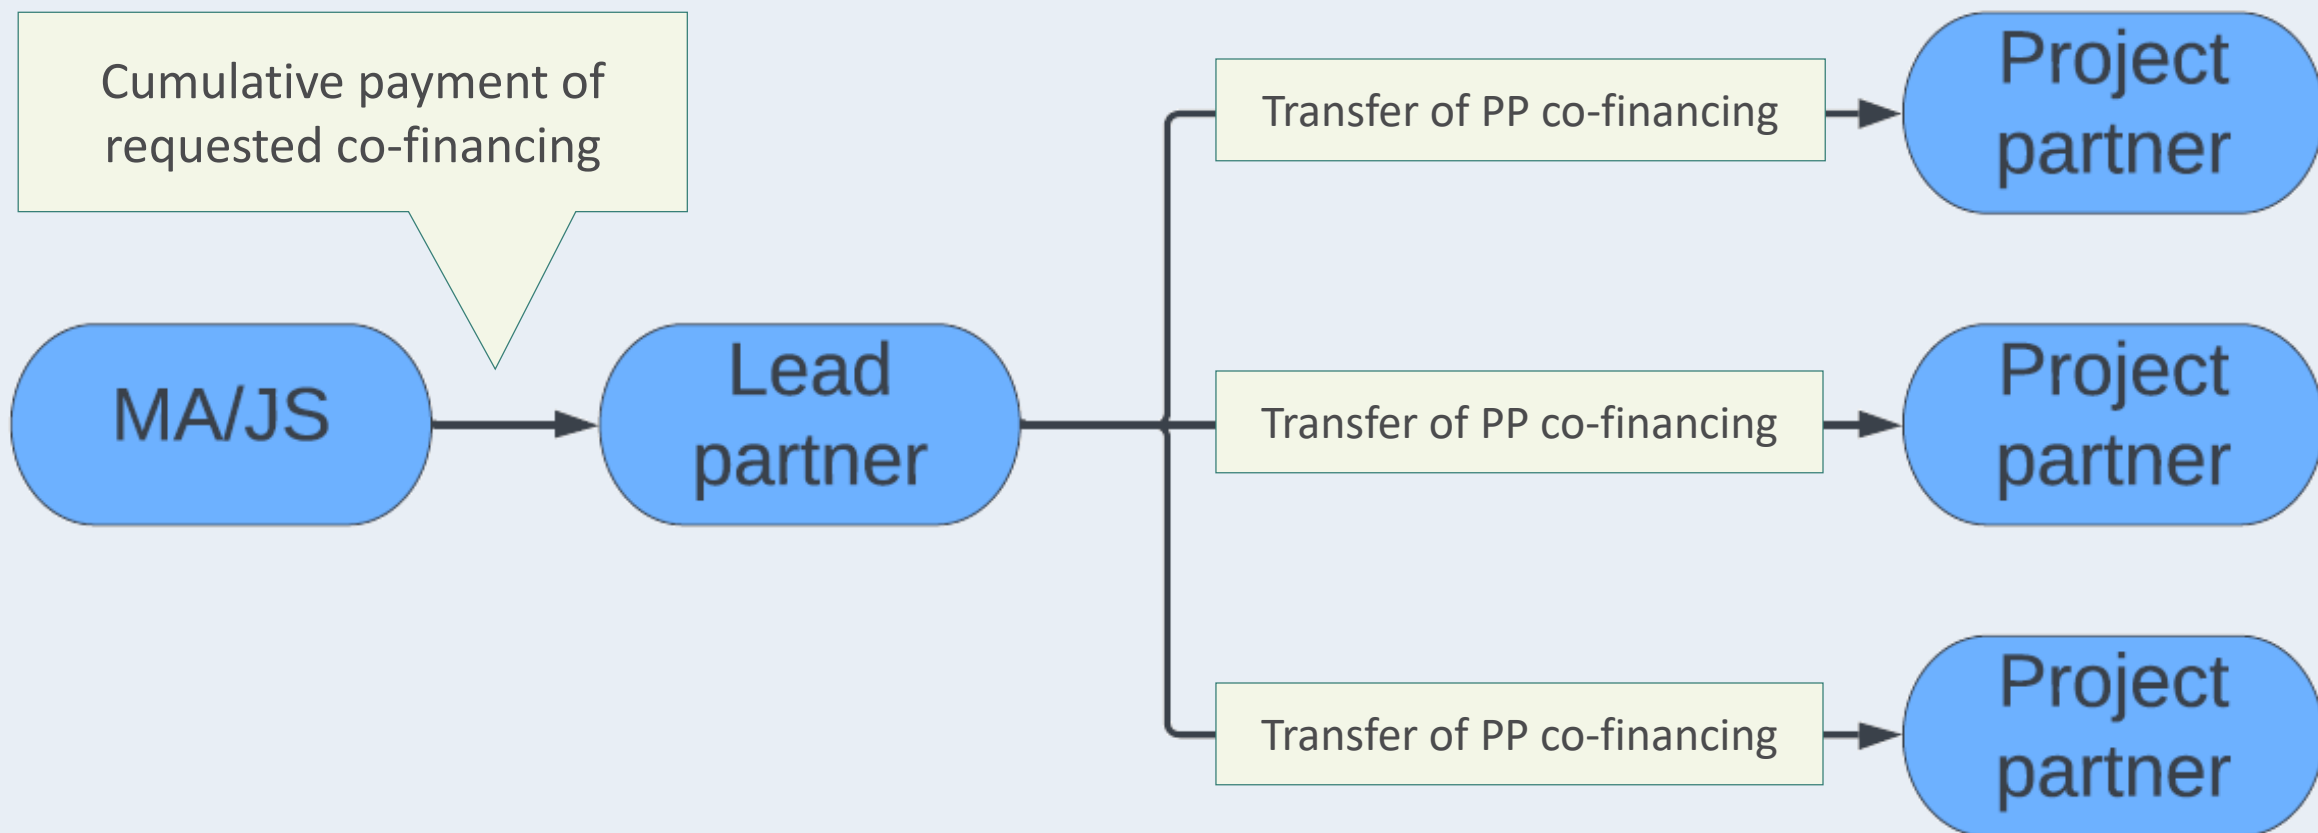 Cumulative payment of
requested co-financing
MA/JS
Lead
partner
Transfer of PP co-financing
Project
partner
Transfer of PP co-financing
Project
partner
Transfer of PP co-financing
Project
partner